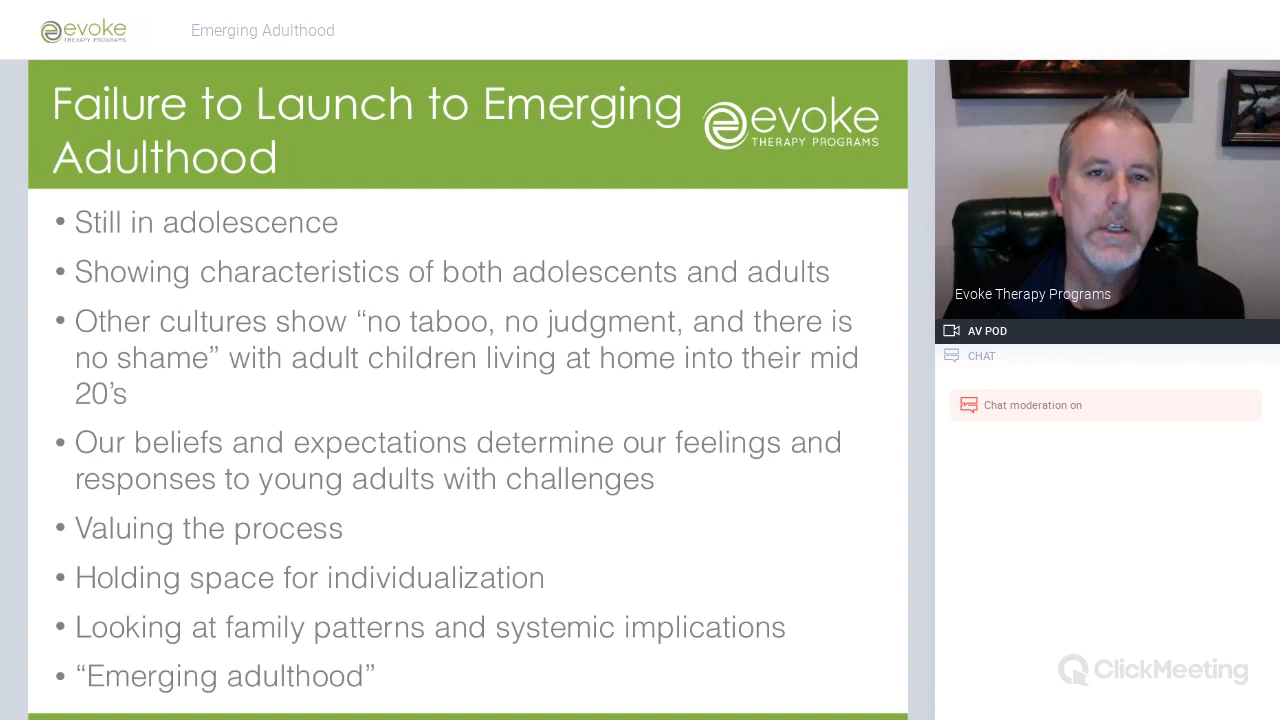 evoke
THERAPY PROGRAMS
Emerging Adulthood
Failure to Launch to Emerging
Adulthood
evoke
THERAPY PROGRAMS
• Still in adolescence
• Showing characteristics of both adolescents and adults
• Other cultures show “no taboo, no judgment, and there is
no shame” with adult children living at home into their mid
20’s
• Our beliefs and expectations determine our feelings and
responses to young adults with challenges
• Valuing the process
• Holding space for individualization
• Looking at family patterns and systemic implications
• “Emerging adulthood”
Evoke Therapy Programs
AV POD
CHAT
Chat moderation on
ClickMeeting